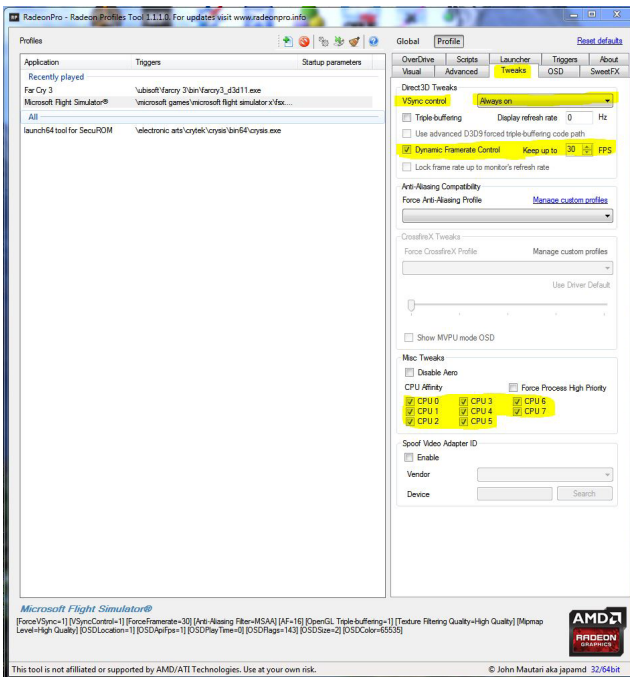 RadeonPro - Radeon Profiles Tool 1.1.1.0. For updates visit www.radeonpro.info
Profiles
Application Triggers Startup parameters
Recently played
Far Cry 3 \ubisoft\farcry 3\bin\farcry3_d3d11.exe
Microsoft Flight Simulator® \microsoft games\microsoft flight simulator x\fsx....
All
launch64 tool for SecuROM \electronic arts\crytek\crysis\bin64\crysis.exe
Global Profile Reset defaults
OverDrive Scripts Launcher Triggers About
Visual Advanced Tweaks OSD SweetFX
Direct3D Tweaks
VSync control Always on
Triple-buffering Display refresh rate 0 Hz
Use advanced D3D9 forced triple-buffering code path
Dynamic Framerate Control Keep up to 30 FPS
Lock frame rate up to monitor's refresh rate
Anti-Aliasing Compatibility
Force Anti-Aliasing Profile Manage custom profiles
CrossfireX Tweaks
Force CrossfireX Profile Manage custom profiles
Use Driver Default
Show MVPU mode OSD
Misc Tweaks
Disable Aero
CPU Affinity Force Process High Priority
CPU 0 CPU 3 CPU 6
CPU 1 CPU 4 CPU 7
CPU 2 CPU 5
Spoof Video Adapter ID
Enable
Vendor
Device Search
Microsoft Flight Simulator®
[ForceVSync=1] [VSyncControl=1] [ForceFramerate=30] [Anti-Aliasing Filter=MSAA] [AF=16] [OpenGL Triple-buffering=1] [Texture Filtering Quality=High Quality] [Mipmap
Level=High Quality] [OSDLocation=1] [OSDApiFps=1] [OSDPlayTime=0] [OSDFlags=143] [OSDSize=2] [OSDColor=65535]
AMD
RADEON
GRAPHICS
This tool is not afilliated or supported by AMD/ATI Technologies. Use at your own risk. © John Mautari aka japamd 32/64bit